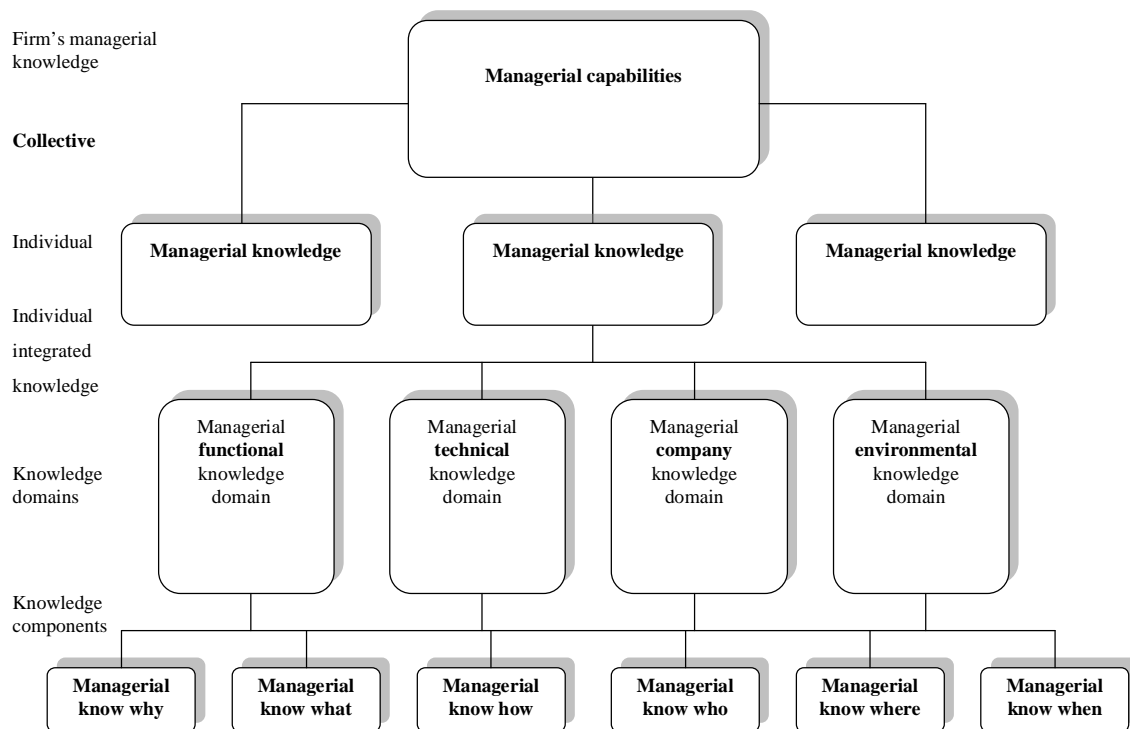 Firm's managerial
knowledge
Managerial capabilities
Collective
Individual
Managerial knowledge
Managerial knowledge
Managerial knowledge
Individual
integrated
knowledge
Knowledge
domains
Managerial
functional
knowledge
domain
Managerial
technical
knowledge
domain
Managerial
company
knowledge
domain
Managerial
environmental
knowledge
domain
Knowledge
components
Managerial
know why
Managerial
know what
Managerial
know how
Managerial
know who
Managerial
know where
Managerial
know when